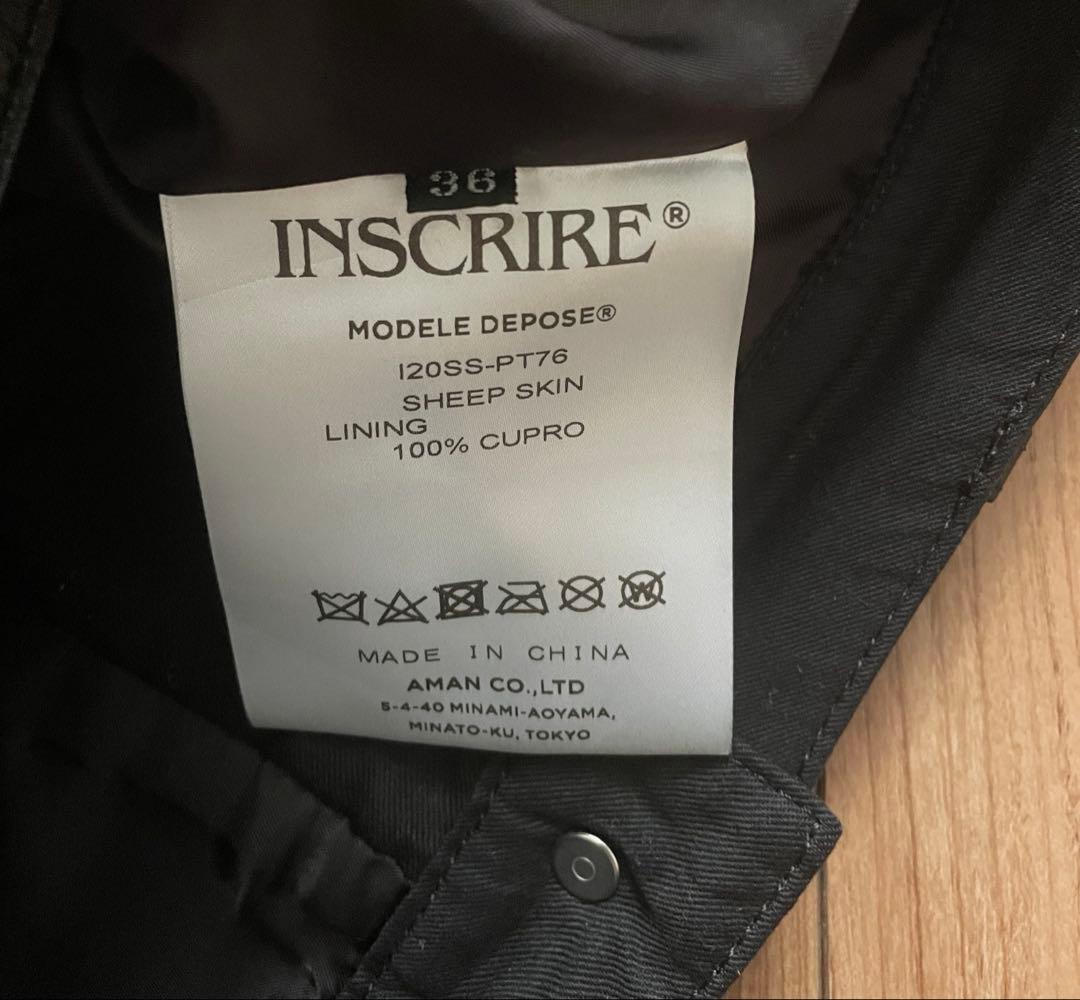 36
INSCRIRE®
MODELE DEPOSE®
I20SS-PT76
SHEEP SKIN
LINING
100% CUPRO
W
MADE IN CHINA
AMAN CO.,LTD
5-4-40 MINAMI-AOYAMA,
MINATO-KU, TOKYO